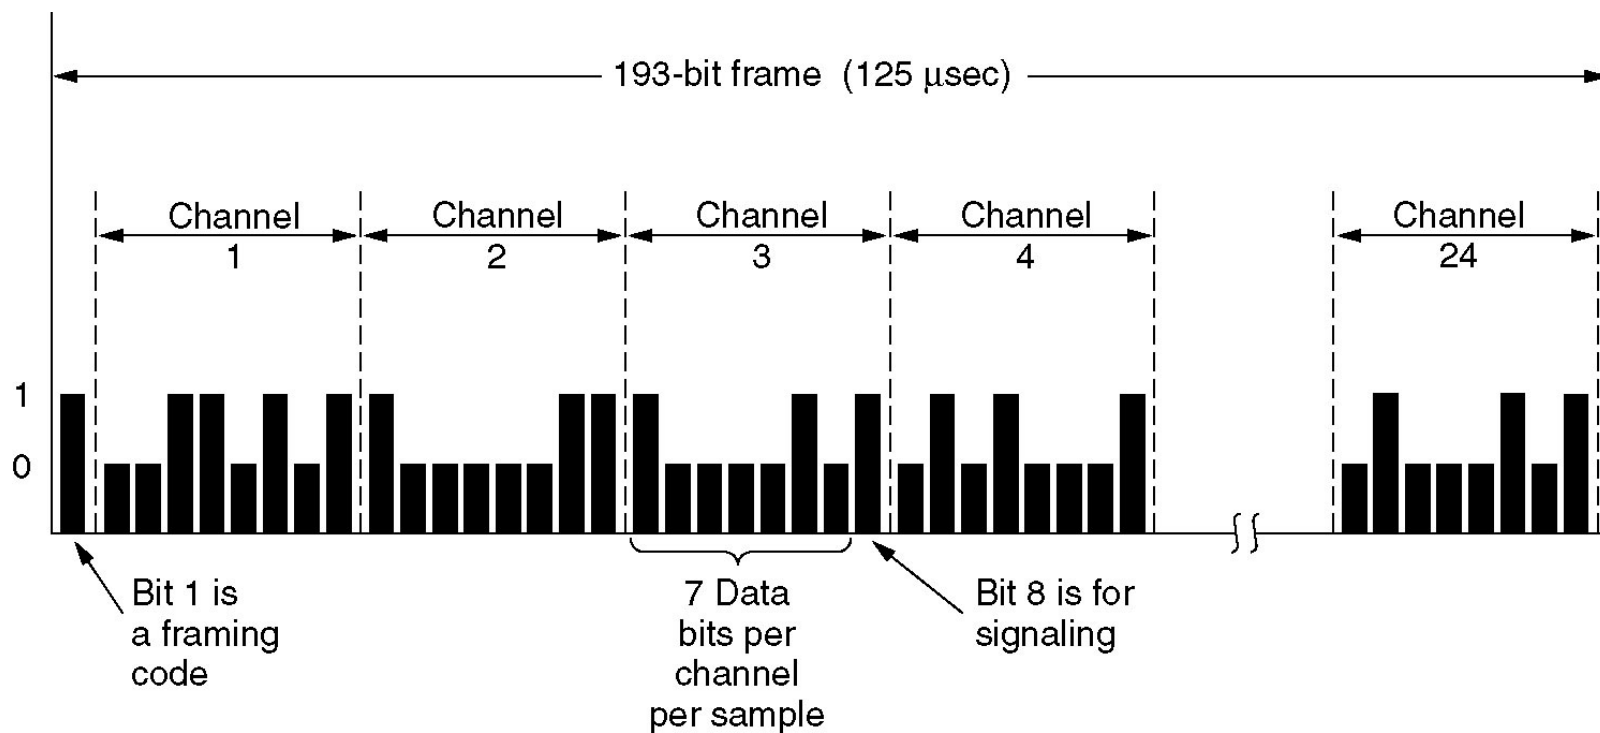 193-bit frame (125 μsec)
Channel
1
Channel
2
Channel
3
Channel
4
Channel
24
1
0
Bit 1 is
a framing
code
7 Data
bits per
channel
per sample
Bit 8 is for
signaling